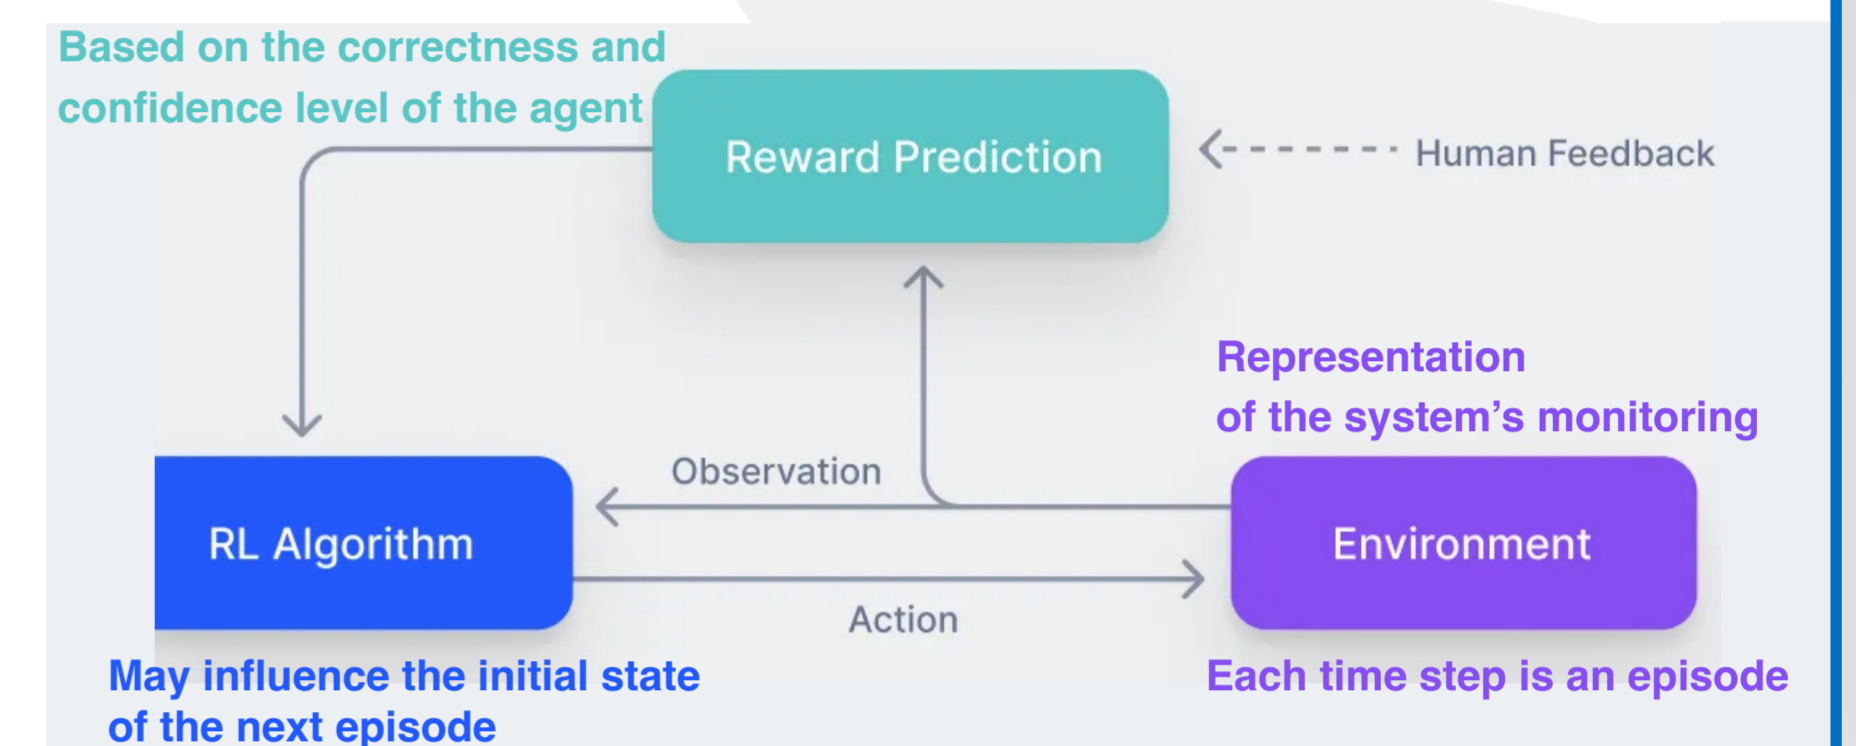 Based on the correctness and
confidence level of the agent
Reward Prediction
Human Feedback
Representation
of the system’s monitoring
Observation
RL Algorithm
Environment
Action
May influence the initial state
of the next episode
Each time step is an episode